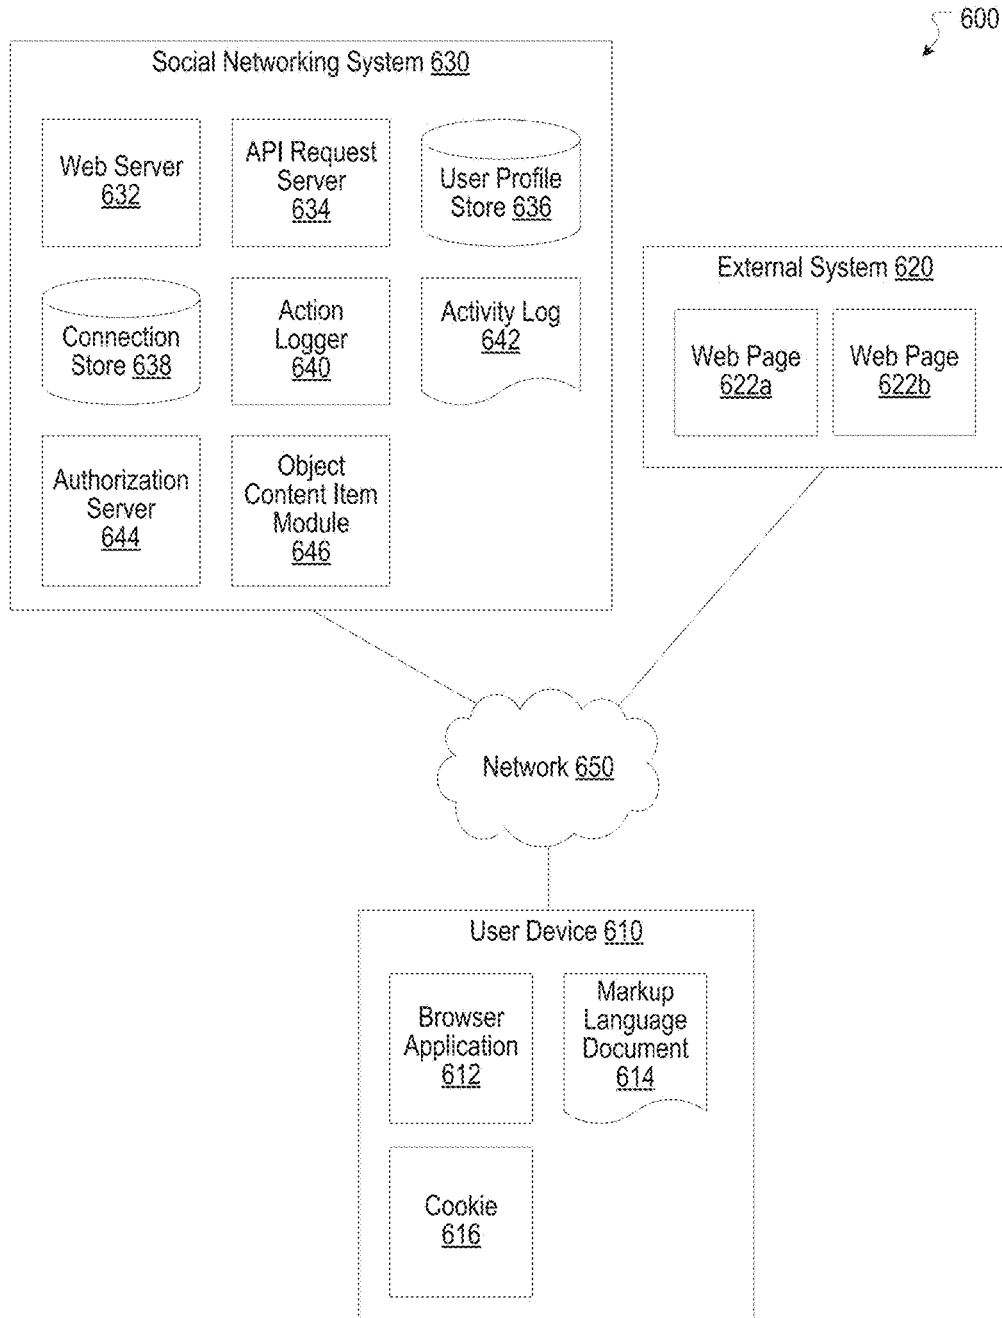 600
Social Networking System 630
Web Server
632
API Request
Server
634
User Profile
Store 636
Connection
Store 638
Action
Logger
640
Activity Log
642
Authorization
Server
644
Object
Content Item
Module
646
External System 620
Web Page
622a
Web Page
622b
Network 650
User Device 610
Browser
Application
612
Markup
Language
Document
614
Cookie
616